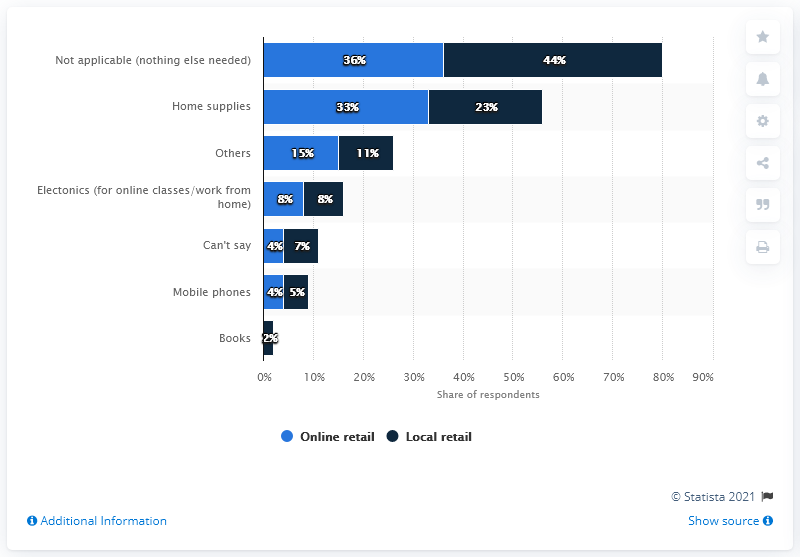 Not applicable (nothing else needed)
36%
44%
Home supplies
33%
23%
Others
15%
11%
Electonics (for online classes/work from
home)
8%
8%
Can't say
4%
7%
Mobile phones
4%
5%
Books
2%
0%
10%
20%
30%
40%
50%
60%
70%
80%
90%
Share of respondents
Online retail
Local retail
© Statista 2021
Additional Information
Show source